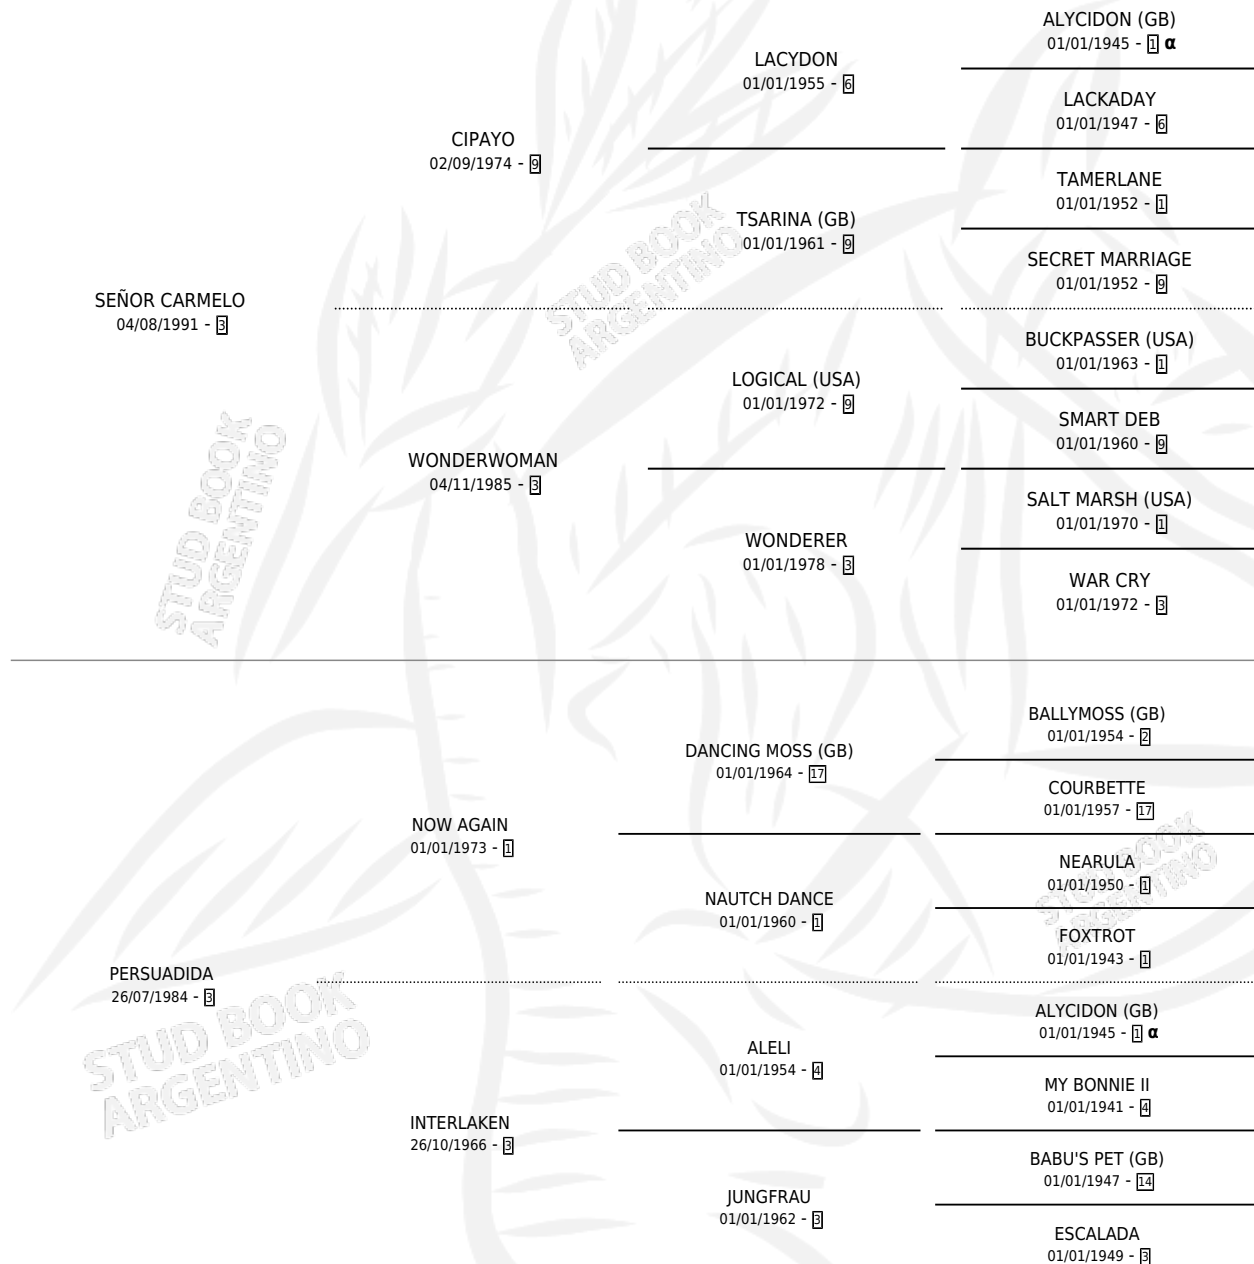 ALYCIDON (GB)
01/01/1945 - 1 α
LACYDON
01/01/1955 - 6
LACKADAY
01/01/1947 - 6
CIPAYO
02/09/1974 - 9
TAMERLANE
01/01/1952 - 1
TSARINA (GB)
01/01/1961 - 9
SECRET MARRIAGE
01/01/1952 - 9
SEÑOR CARMELO
04/08/1991 - 3
STUD BOOK
ARGENTINO
BUCKPASSER (USA)
01/01/1963 - 1
LOGICAL (USA)
01/01/1972 - 9
SMART DEB
01/01/1960 - 9
WONDERWOMAN
04/11/1985 - 3
SALT MARSH (USA)
01/01/1970 - 1
WONDERER
01/01/1978 - 3
WAR CRY
01/01/1972 - 3
STUD BOOK
ARGENTINO
BALLYMOSS (GB)
01/01/1954 - 2
DANCING MOSS (GB)
01/01/1964 - 17
COURBETTE
01/01/1957 - 17
NOW AGAIN
01/01/1973 - 1
NEARULA
01/01/1950 - 1
STUD BOOK
ARGENTINO
NAUTCH DANCE
01/01/1960 - 1
FOXTROT
01/01/1943 - 1
PERSUADIDA
26/07/1984 - 3
STUD BOOK
ARGENTINO
ALYCIDON (GB)
01/01/1945 - 1 α
ALELI
01/01/1954 - 4
MY BONNIE II
01/01/1941 - 4
INTERLAKEN
26/10/1966 - 3
BABU'S PET (GB)
01/01/1947 - 14
JUNGFRAU
01/01/1962 - 3
ESCALADA
01/01/1949 - 3